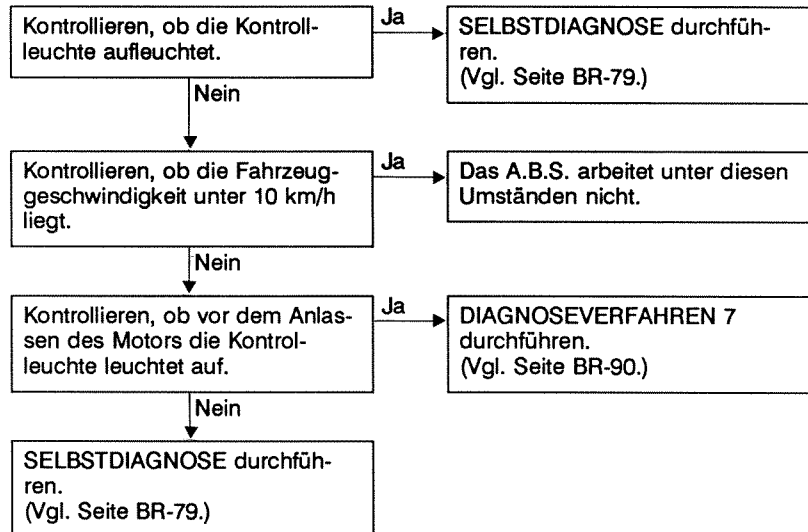 Kontrollieren, ob die Kontroll-
leuchte aufleuchtet.
Ja
SELBSTDIAGNOSE durchfüh-
ren.
(Vgl. Seite BR-79.)
Nein
Kontrollieren, ob die Fahrzeug-
geschwindigkeit unter 10 km/h
liegt.
Ja
Das A.B.S. arbeitet unter diesen
Umständen nicht.
Nein
Kontrollieren, ob vor dem Anlas-
sen des Motors die Kontrol-
leuchte leuchtet auf.
Ja
DIAGNOSEVERFAHREN 7
durchführen.
(Vgl. Seite BR-90.)
Nein
SELBSTDIAGNOSE durchfüh-
ren.
(Vgl. Seite BR-79.)